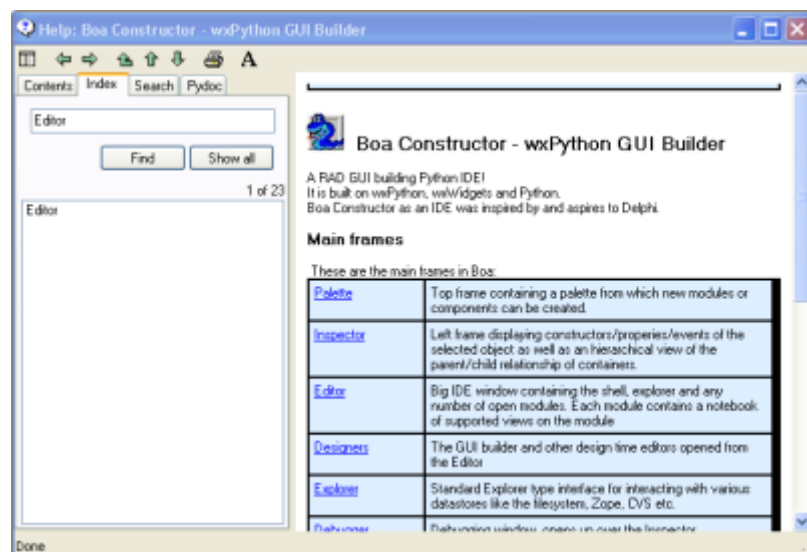 Help: Boa Constructor - wxPython GUI Builder
A
Contents Index Search Pydoc
Editor
Find Show all
1 of 23
Editor
Boa Constructor - wxPython GUI Builder
A RAD GUI building Python IDE!
It is built on wxPython, wxWidgets and Python.
Boa Constructor as an IDE was inspired by and aspires to Delphi.
Main frames
These are the main frames in Boa:
Palette
Top frame containing a palette from which new modules or
components can be created.
Inspector
Left frame displaying constructors/properies/events of the
selected object as well as an hierarchical view of the
parent/child relationship of containers.
Editor
Big IDE window containing the shell, explorer and any
number of open modules. Each module contains a notebook
of supported views on the module
Designers
The GUI builder and other design time editors opened from
the Editor
Explorer
Standard Explorer type interface for interacting with various
datastores like the filesystem, Zope, CVS etc.
Debugger
Debugging window, opens up over the Inspector
Done